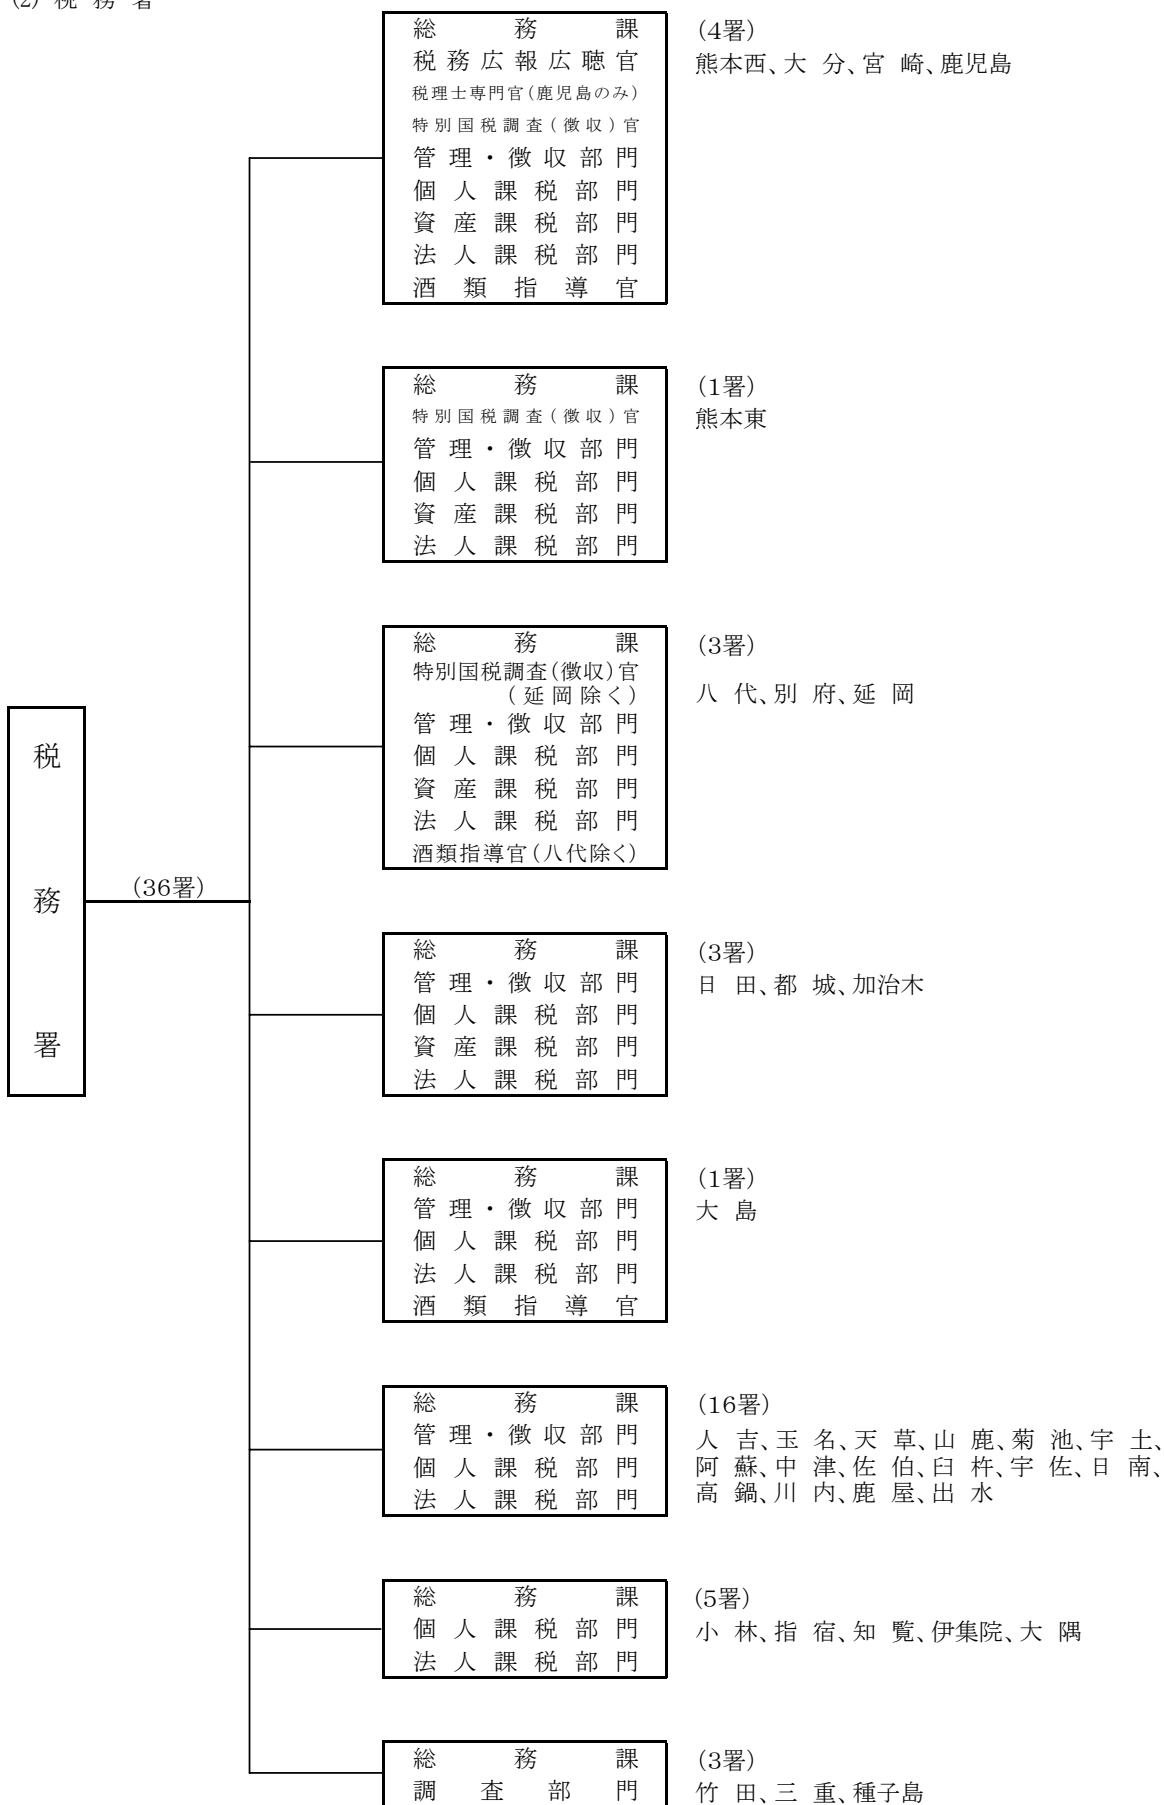 (2) 税 務 署
総務課
税務広報広聴官
税理士専門官(鹿児島のみ)
特別国税調査(徴収)官
管理・徴収部門
個人課税部門
資産課税部門
法人課税部門
酒類指導官
(4署)
熊本西、大 分、宮 崎、鹿児島
総務課
特別国税調査(徴収)官
管理・徴収部門
個人課税部門
資産課税部門
法人課税部門
(1署)
熊本東
総務課
特別国税調査(徴収)官
(延岡除く)
管理・徴収部門
個人課税部門
資産課税部門
法人課税部門
酒類指導官(八代除く)
(3署)
八 代、別 府、延 岡
税務署
(36署)
総務課
管理・徴収部門
個人課税部門
資産課税部門
法人課税部門
(3署)
日 田、都 城、加治木
総務課
管理・徴収部門
個人課税部門
法人課税部門
酒類指導官
(1署)
大 島
総務課
管理・徴収部門
個人課税部門
法人課税部門
(16署)
人 吉、玉 名、天 草、山 鹿、菊 池、宇 土、
阿 蘇、中 津、佐 伯、臼 杵、宇 佐、日 南、
高 鍋、川 内、鹿 屋、出 水
総務課
個人課税部門
法人課税部門
(5署)
小 林、指 宿、知 覧、伊集院、大 隅
総務課
調査部門
(3署)
竹 田、三 重、種子島